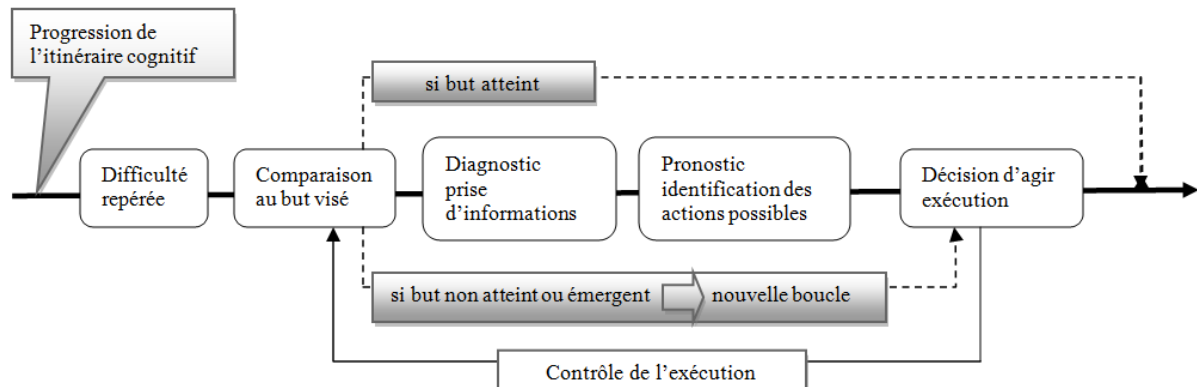 Progression de
l’itinéraire cognitif
si but atteint
Difficulté
repérée
Comparaison
au but visé
Diagnostic
prise
d’informations
Pronostic
identification des
actions possibles
Décision d’agir
exécution
si but non atteint ou émergent
nouvelle boucle
Contrôle de l’exécution